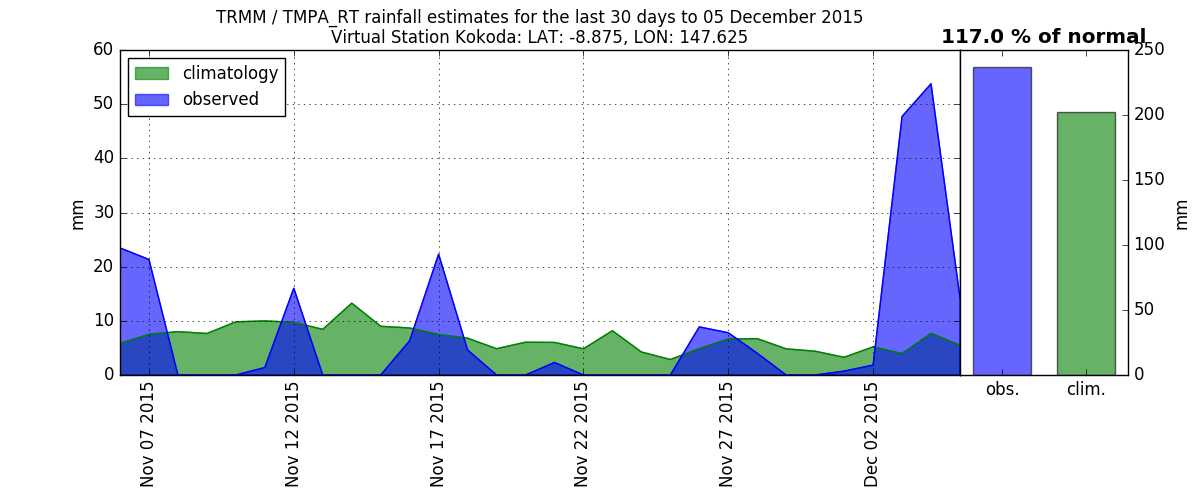 TRMM / TMPA_RT rainfall estimates for the last 30 days to 05 December 2015
Virtual Station Kokoda: LAT: -8.875, LON: 147.625
117.0 % of normal
climatology
observed
60
50
40
30
20
10
0
mm
Nov 07 2015
Nov 12 2015
Nov 17 2015
Nov 22 2015
Nov 27 2015
Dec 02 2015
250
200
150
100
50
0
mm
obs.
clim.